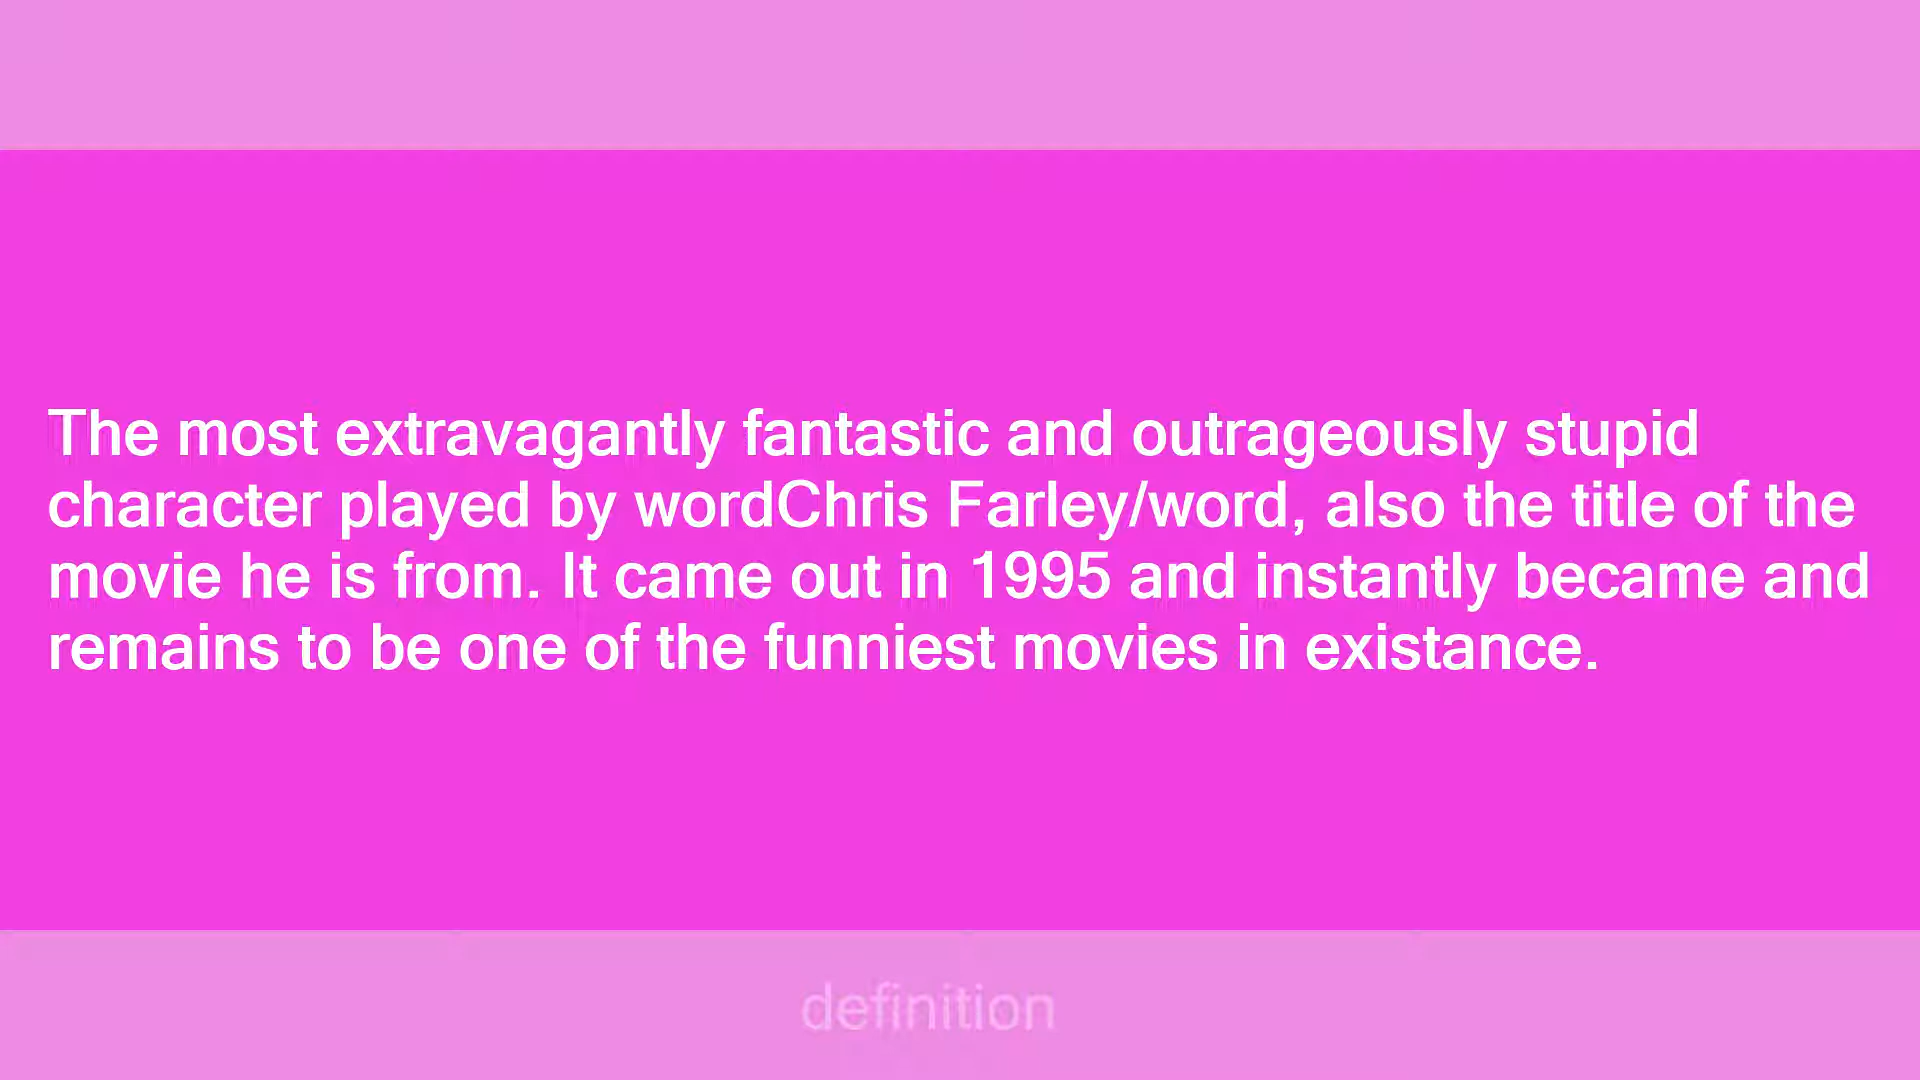 The most extravagantly fantastic and outrageously stupid
character played by wordChris Farley/word, also the title of the
movie he is from. It came out in 1995 and instantly became and
remains to be one of the funniest movies in existance.
definition